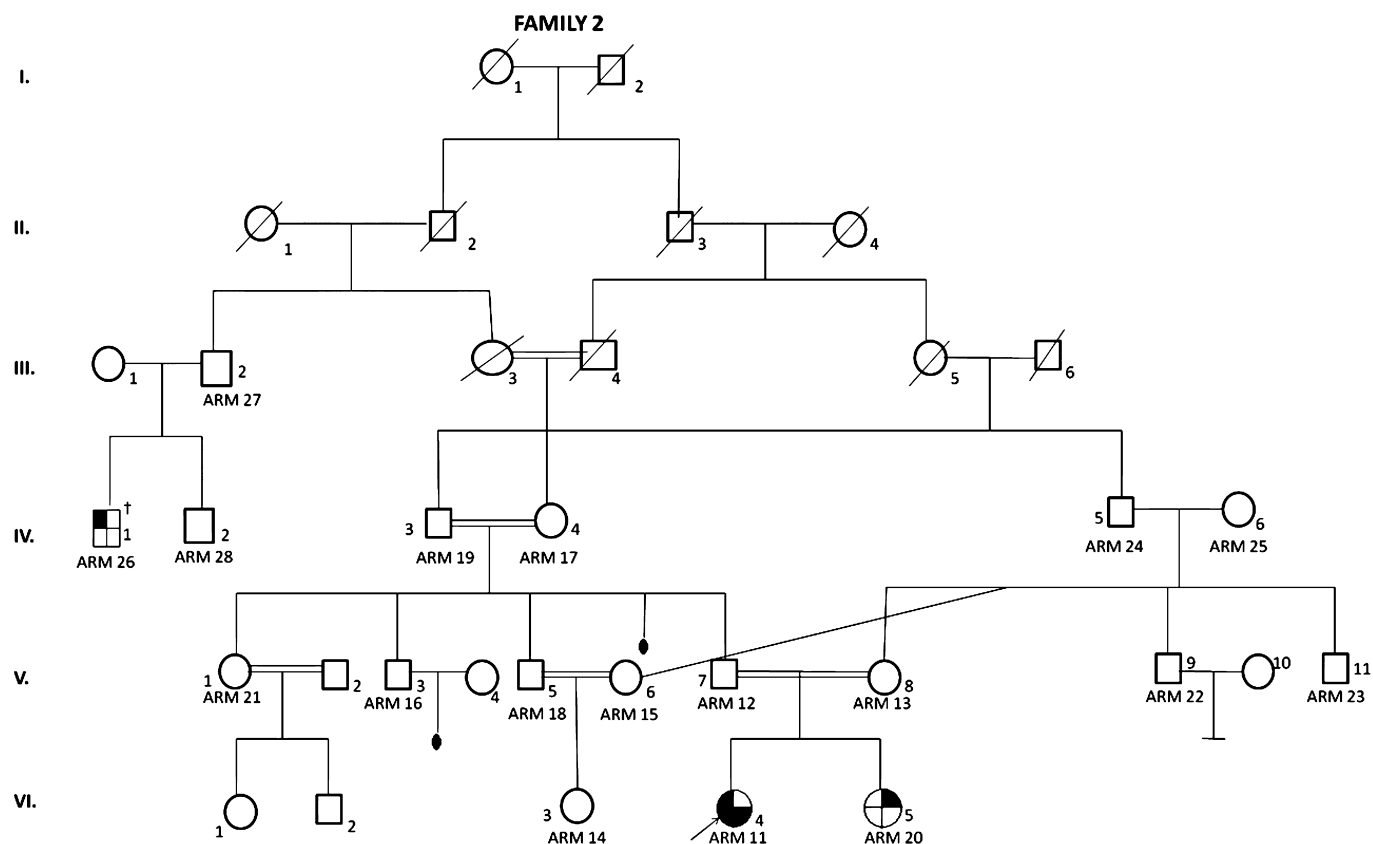 FAMILY 2
I.
1
2
II.
1
2
3
4
III.
1
2
3
4
5
6
ARM 27
IV.
†
1
2
3
4
5
6
ARM 26
ARM 28
ARM 19
ARM 17
ARM 24
ARM 25
V.
1
2
3
4
5
6
7
8
9
10
11
ARM 21
ARM 16
ARM 18
ARM 15
ARM 12
ARM 13
ARM 22
ARM 23
VI.
1
2
3
4
5
ARM 14
ARM 11
ARM 20